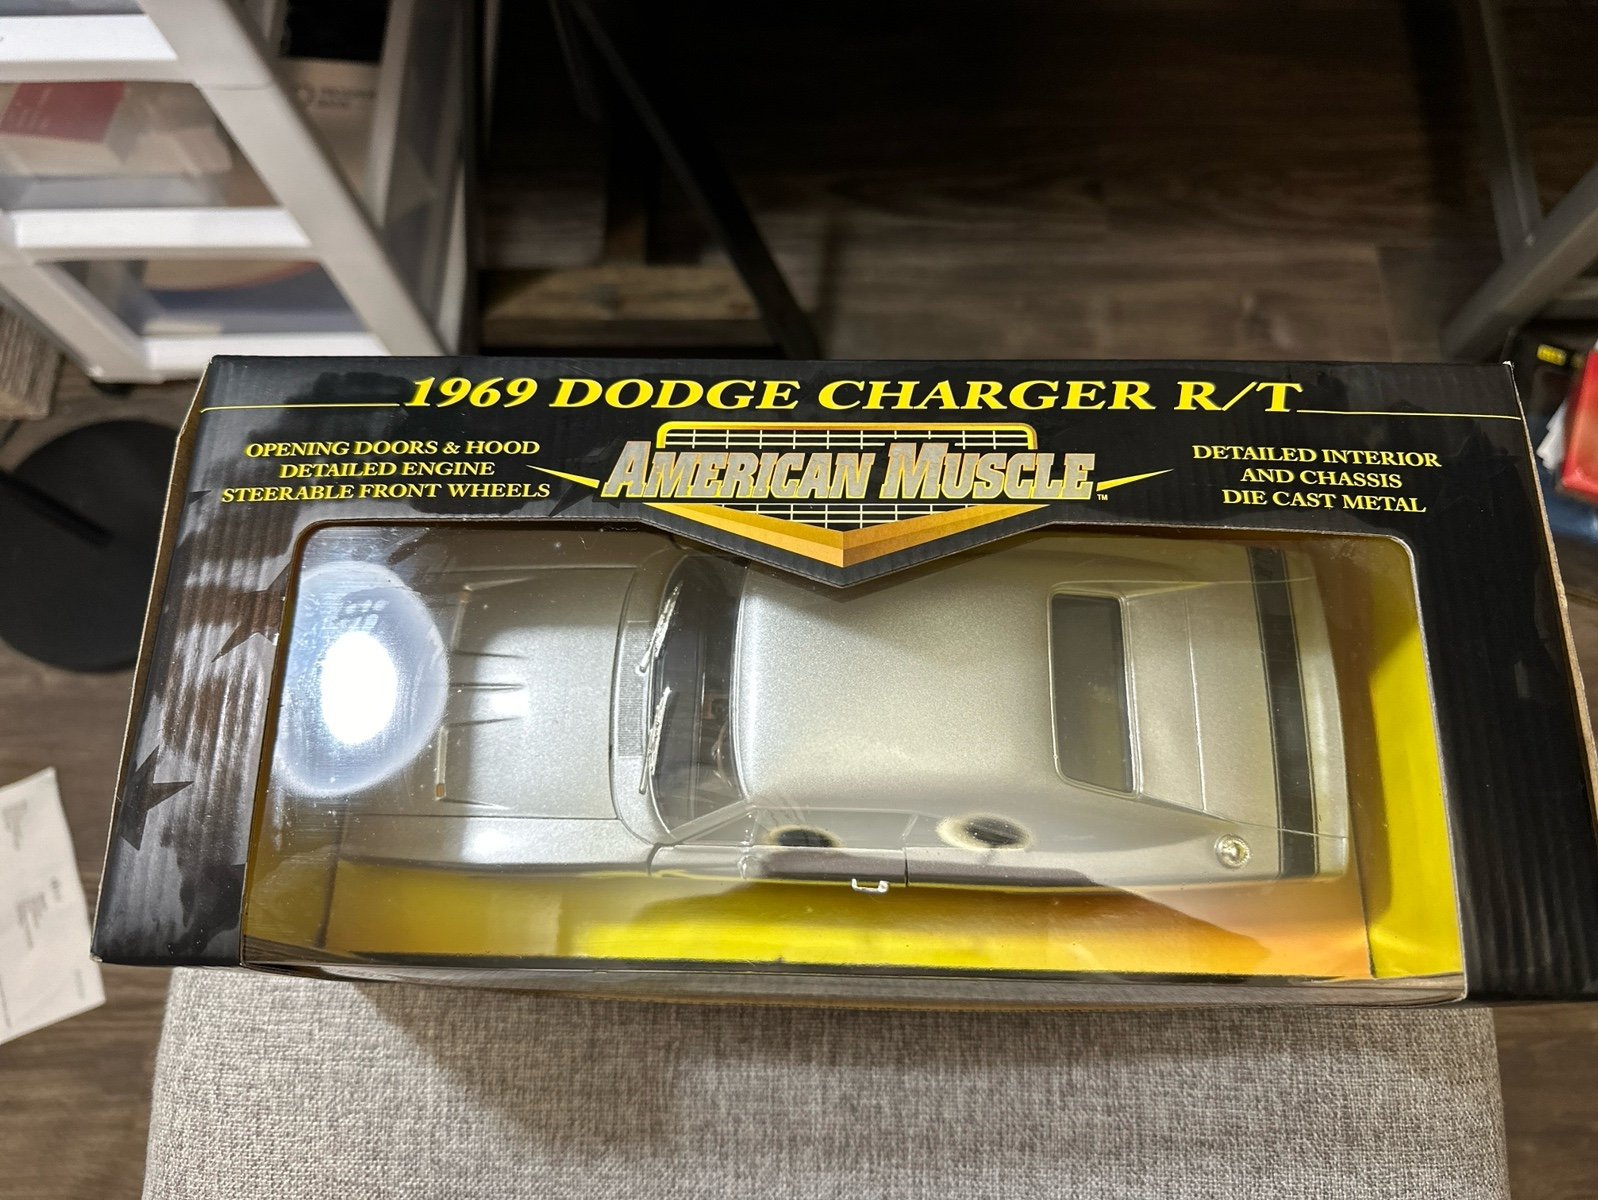 1969 DODGE CHARGER R/T
OPENING DOORS & HOOD
DETAILED ENGINE
STEERABLE FRONT WHEELS
AMERICAN MUSCLE™
DETAILED INTERIOR
AND CHASSIS
DIE CAST METAL